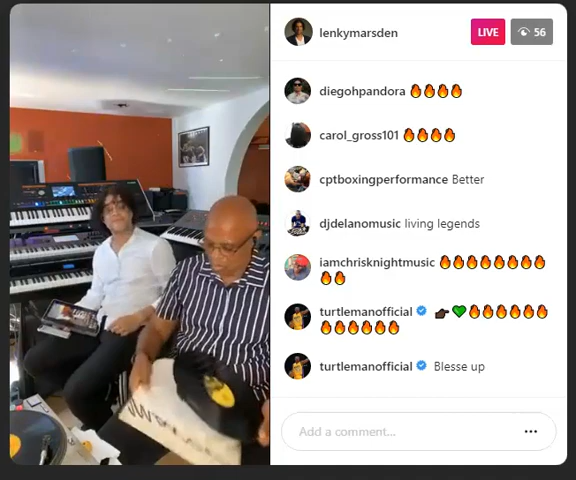 lenkymarsden LIVE 56
diegohpandora 🔥🔥🔥🔥
carol_gross101 🔥🔥🔥🔥
cptboxingperformance Better
djdelanomusic living legends
iamchrisknightmusic 🔥🔥🔥🔥🔥🔥🔥🔥
🔥🔥
turtlemanofficial 👉🏿💚🔥🔥🔥🔥🔥🔥
🔥🔥🔥🔥🔥🔥
turtlemanofficial Blesse up
Add a comment... •••